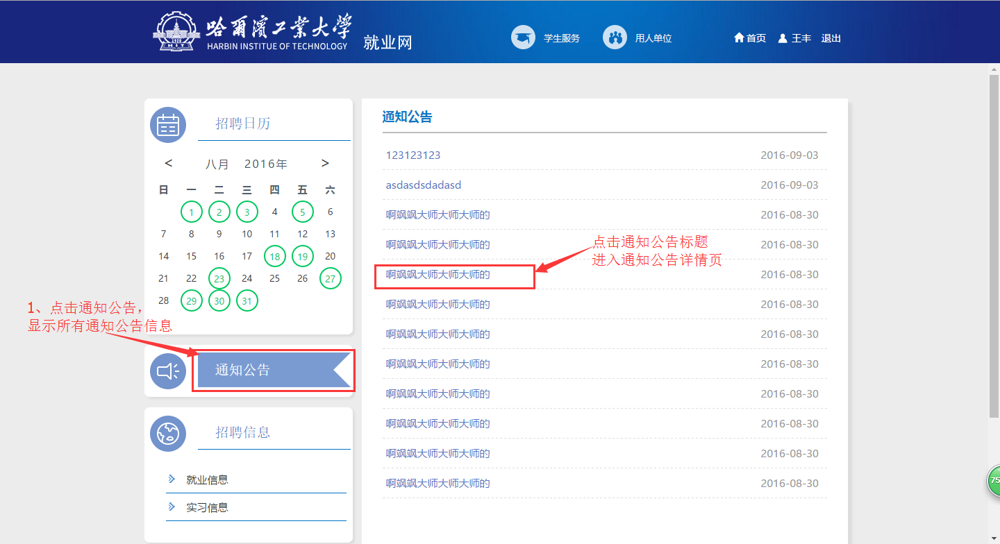 哈爾濱工業大學
HARBIN INSTITUE OF TECHNOLOGY
就业网
学生服务
用人单位
首页
王丰
退出
招聘日历
< 八月 2016年 >
日 一 二 三 四 五 六
1 2 3 4 5 6
7 8 9 10 11 12 13
14 15 16 17 18 19 20
21 22 23 24 25 26 27
28 29 30 31
1、点击通知公告，
显示所有通知公告信息
通知公告
招聘信息
就业信息
实习信息
通知公告
123123123 2016-09-03
asdasdsdadasd 2016-09-03
啊飒飒大师大师大师的 2016-08-30
啊飒飒大师大师大师的 2016-08-30
啊飒飒大师大师大师的 2016-08-30
啊飒飒大师大师大师的 2016-08-30
啊飒飒大师大师大师的 2016-08-30
啊飒飒大师大师大师的 2016-08-30
啊飒飒大师大师大师的 2016-08-30
啊飒飒大师大师大师的 2016-08-30
啊飒飒大师大师大师的 2016-08-30
啊飒飒大师大师大师的 2016-08-30
点击通知公告标题
进入通知公告详情页
75